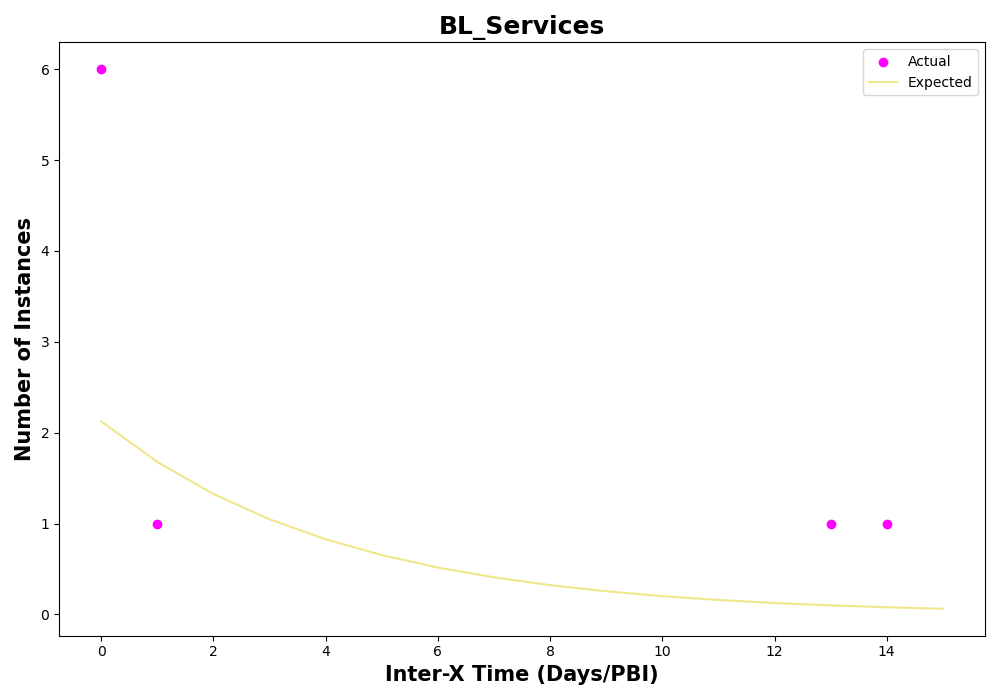 BL_Services
Actual
Expected
Number of Instances
6
5
4
3
2
1
0
0 2 4 6 8 10 12 14
Inter-X Time (Days/PBI)